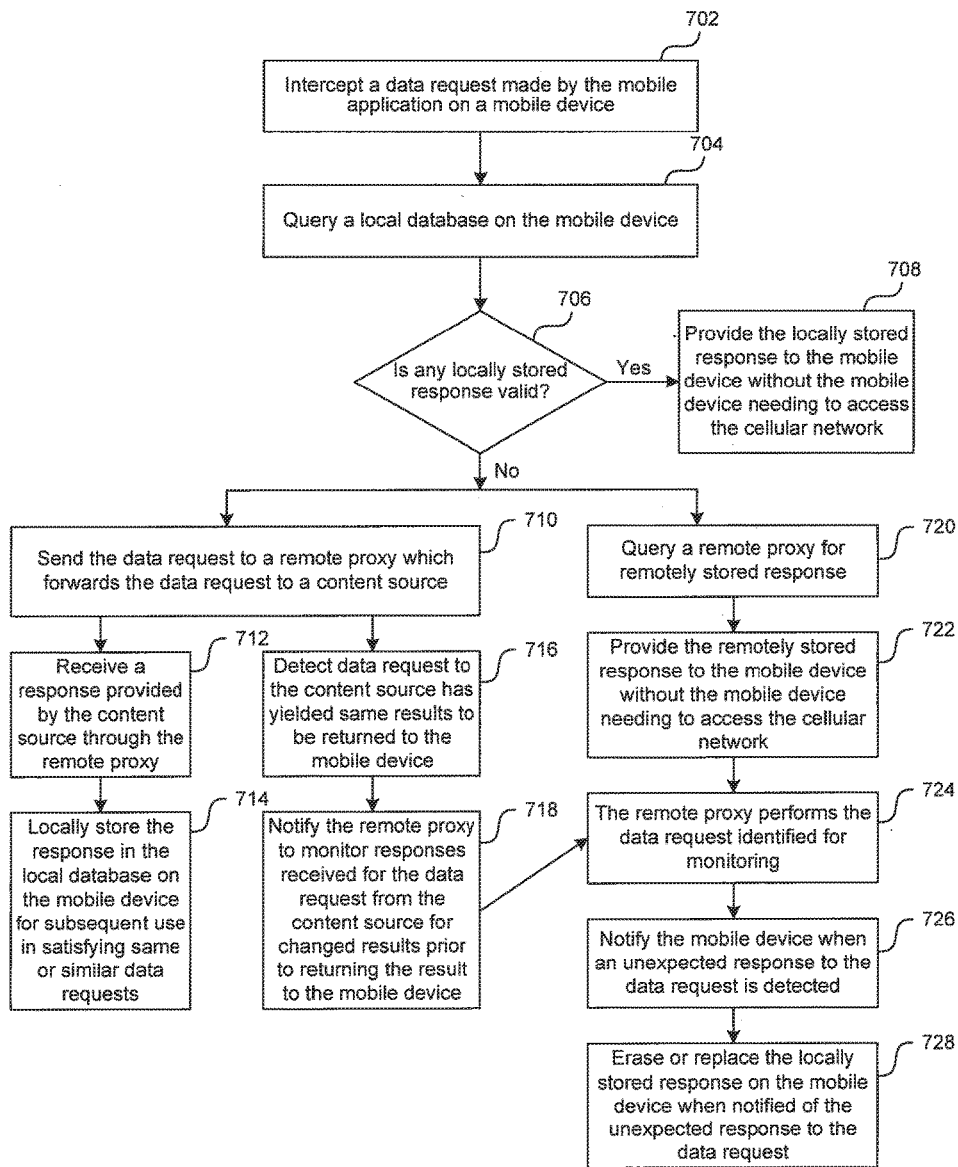 702
Intercept a data request made by the mobile
application on a mobile device
704
Query a local database on the mobile device
706
Is any locally stored
response valid?
Yes
708
Provide the locally stored
response to the mobile
device without the mobile
device needing to access
the cellular network
No
710
Send the data request to a remote proxy which
forwards the data request to a content source
712
Receive a
response provided
by the content
source through the
remote proxy
714
Locally store the
response in the
local database on
the mobile device
for subsequent use
in satisfying same
or similar data
requests
716
Detect data request to
the content source has
yielded same results to
be returned to the
mobile device
718
Notify the remote proxy
to monitor responses
received for the data
request from the
content source for
changed results prior
to returning the result
to the mobile device
720
Query a remote proxy for
remotely stored response
722
Provide the remotely stored
response to the mobile device
without the mobile device
needing to access the cellular
network
724
The remote proxy performs the
data request identified for
monitoring
726
Notify the mobile device when
an unexpected response to the
data request is detected
728
Erase or replace the locally
stored response on the mobile
device when notified of the
unexpected response to the
data request